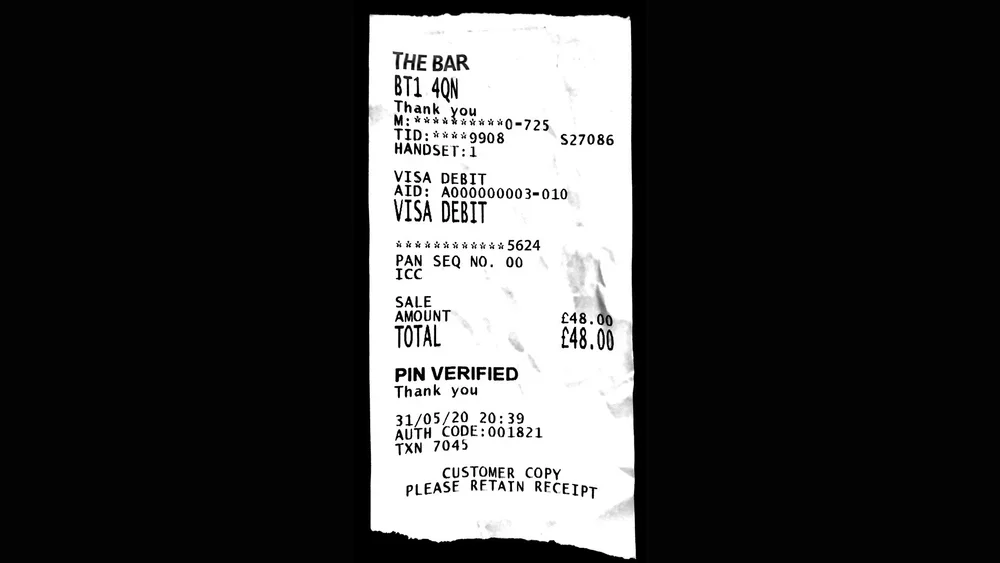 THE BAR
BT1 4QN
Thank you
M:**********0-725
TID:****9908 S27086
HANDSET:1
VISA DEBIT
AID: A000000003-010
VISA DEBIT
************5624
PAN SEQ NO. 00
ICC
SALE
AMOUNT £48.00
TOTAL £48.00
PIN VERIFIED
Thank you
31/05/20 20:39
AUTH CODE:001821
TXN 7045
CUSTOMER COPY
PLEASE RETAIN RECEIPT